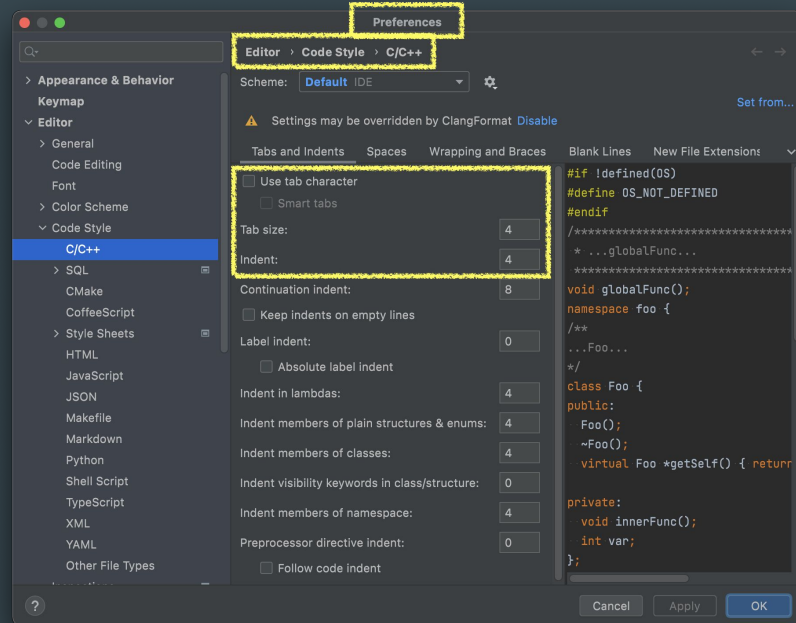 Preferences
Editor › Code Style › C/C++
Scheme: Default IDE
Set from...
Settings may be overridden by ClangFormat Disable
Tabs and Indents Spaces Wrapping and Braces Blank Lines New File Extensions
Appearance & Behavior
Keymap
Editor
General
Code Editing
Font
Color Scheme
Code Style
C/C++
SQL
CMake
CoffeeScript
Style Sheets
HTML
JavaScript
JSON
Makefile
Markdown
Python
Shell Script
TypeScript
XML
YAML
Other File Types
Use tab character
Smart tabs
Tab size: 4
Indent: 4
Continuation indent: 8
Keep indents on empty lines
Label indent: 0
Absolute label indent
Indent in lambdas: 4
Indent members of plain structures & enums: 4
Indent members of classes: 4
Indent visibility keywords in class/structure: 0
Indent members of namespace: 4
Preprocessor directive indent: 0
Follow code indent
#if !defined(OS)
#define OS_NOT_DEFINED
#endif
/******************************
* ...globalFunc...
******************************
void globalFunc();
namespace foo {
/**
...Foo...
*/
class Foo {
public:
Foo();
~Foo();
virtual Foo *getSelf() { return
private:
void innerFunc();
int var;
};
?
Cancel Apply OK